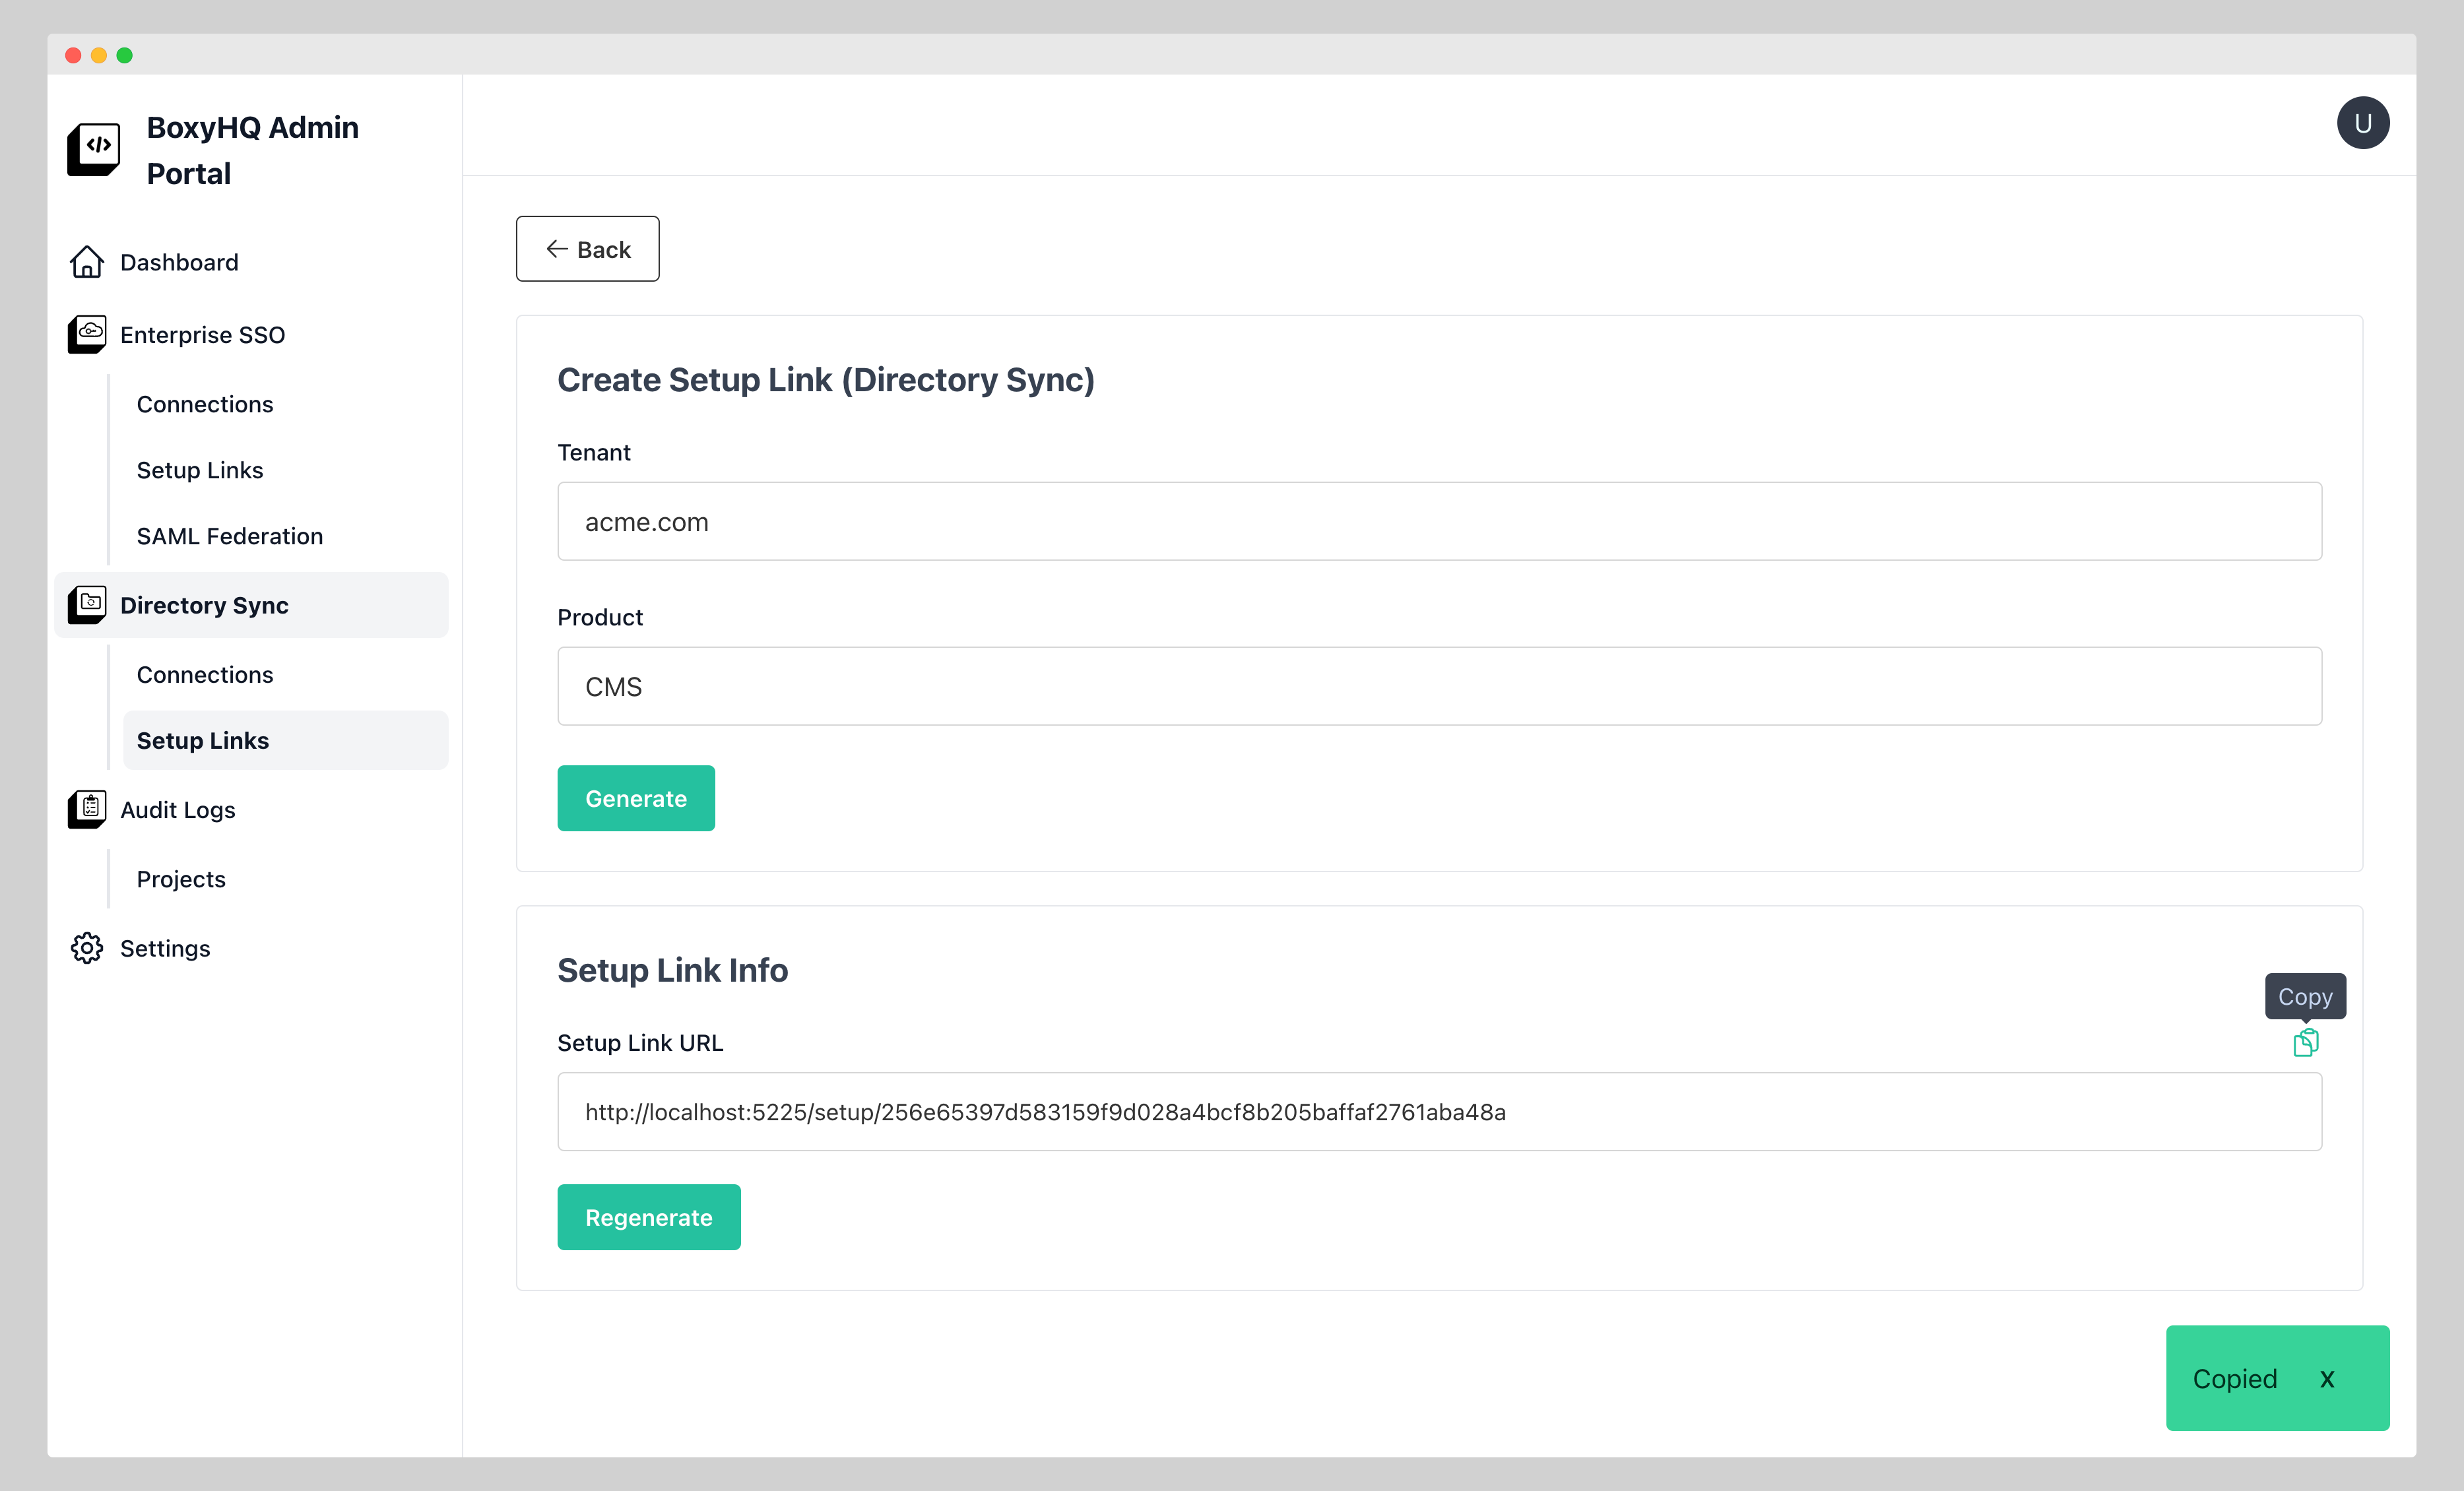 BoxyHQ Admin
Portal
Dashboard
Enterprise SSO
Connections
Setup Links
SAML Federation
Directory Sync
Connections
Setup Links
Audit Logs
Projects
Settings
U
Back
Create Setup Link (Directory Sync)
Tenant
acme.com
Product
CMS
Generate
Setup Link Info
Copy
Setup Link URL
http://localhost:5225/setup/256e65397d583159f9d028a4bcf8b205baffaf2761aba48a
Regenerate
Copied X